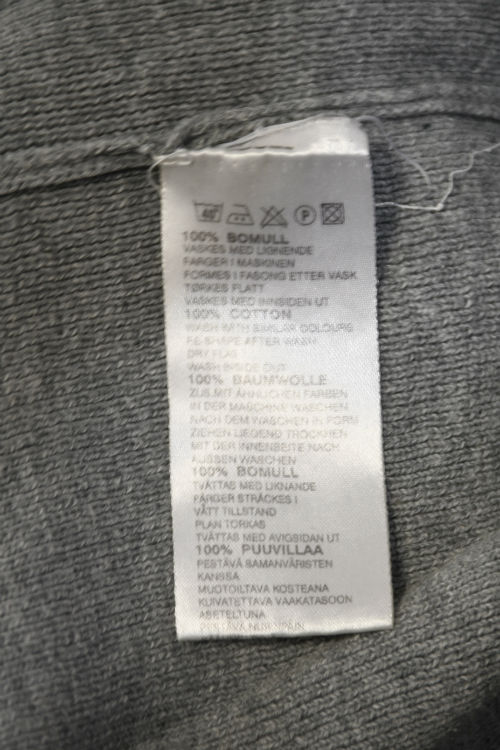 40°
P
100% BOMULL
VASKES MED LIGNENDE
FARGER I MASKINEN
FORMES I FASONG ETTER VASK
TØRKES FLATT
VASKES MED INNSIDEN UT
100% COTTON
WASH WITH SIMILAR COLOURS
RE SHAPE AFTER WASH
DRY FLAG
WASH INSIDE OUT
100% BAUMWOLLE
ZUS MIT ÄHNLICHEN FARBEN
IN DER MASCHINE WASCHEN
NACH DEM WASCHEN IN FORM
ZIEHEN LIEGEND TROCKNEN
MIT DER INNENSEITE NACH
AUSSEN WASCHEN
100% BOMULL
TVÄTTAS MED LIKNANDE
FÄRGER STRÄCKES I
VÅTT TILLSTAND
PLAN TORKAS
TVÄTTAS MED AVIGSIDAN UT
100% PUUVILLAA
PESTÄVÄ SAMANVÄRISTEN
KANSSA
MUOTOILTAVA KOSTEANA
KUIVATETTAVA VAAKATASOON
ASETELTUNA